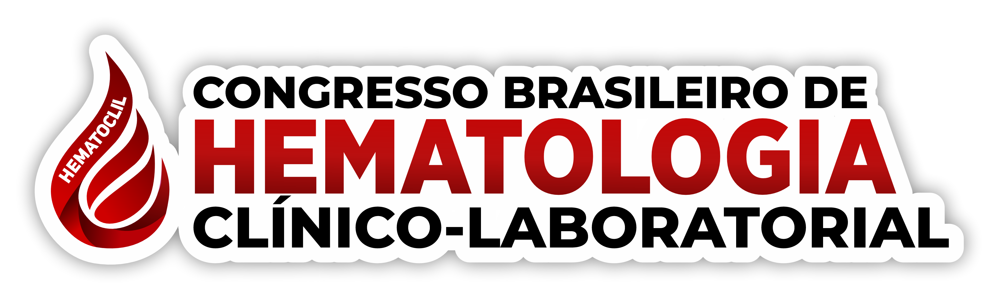 HEMATOCLIL
CONGRESSO BRASILEIRO DE
HEMATOLOGIA
CLÍNICO-LABORATORIAL